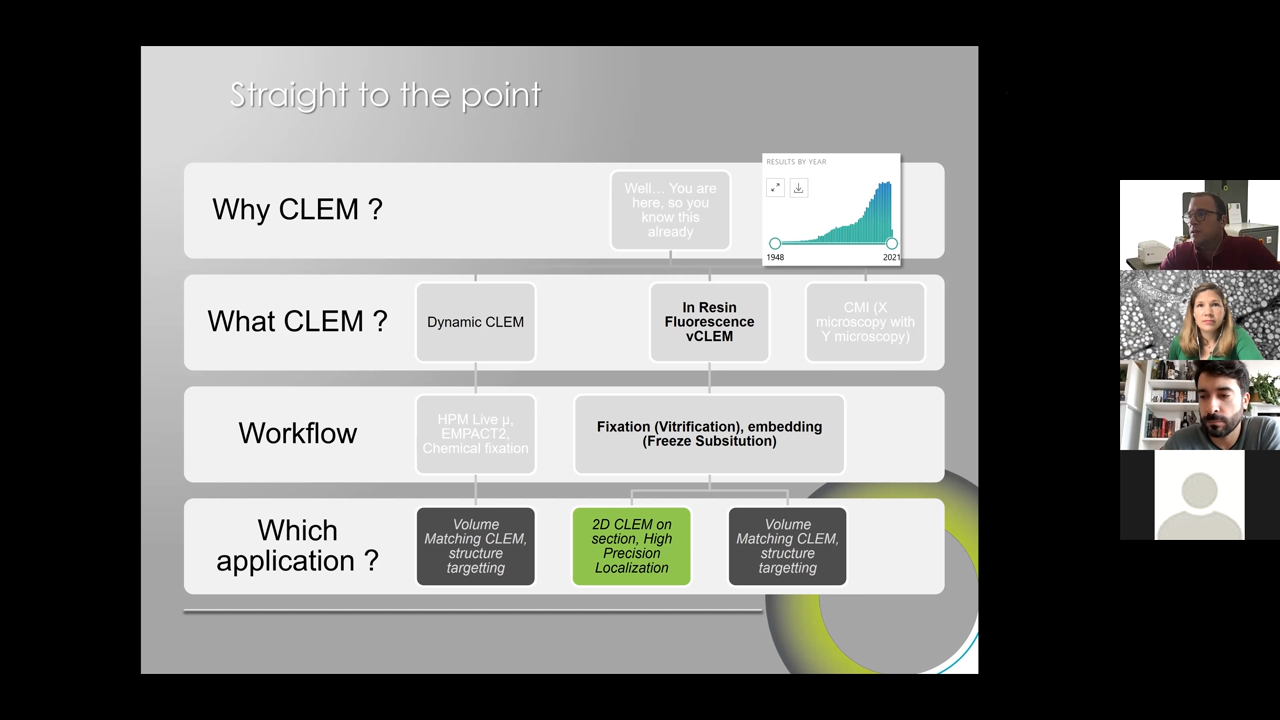 Straight to the point
RESULTS BY YEAR
1948
2021
Why CLEM ?
Well... You are
here, so you
know this
already
What CLEM ?
Dynamic CLEM
In Resin
Fluorescence
vCLEM
CMI (X
microscopy with
Y microscopy)
Workflow
HPM Live µ,
EMPACT2,
Chemical fixation
Fixation (Vitrification), embedding
(Freeze Subsitution)
Which
application ?
Volume
Matching CLEM,
structure
targetting
2D CLEM on
section, High
Precision
Localization
Volume
Matching CLEM,
structure
targetting